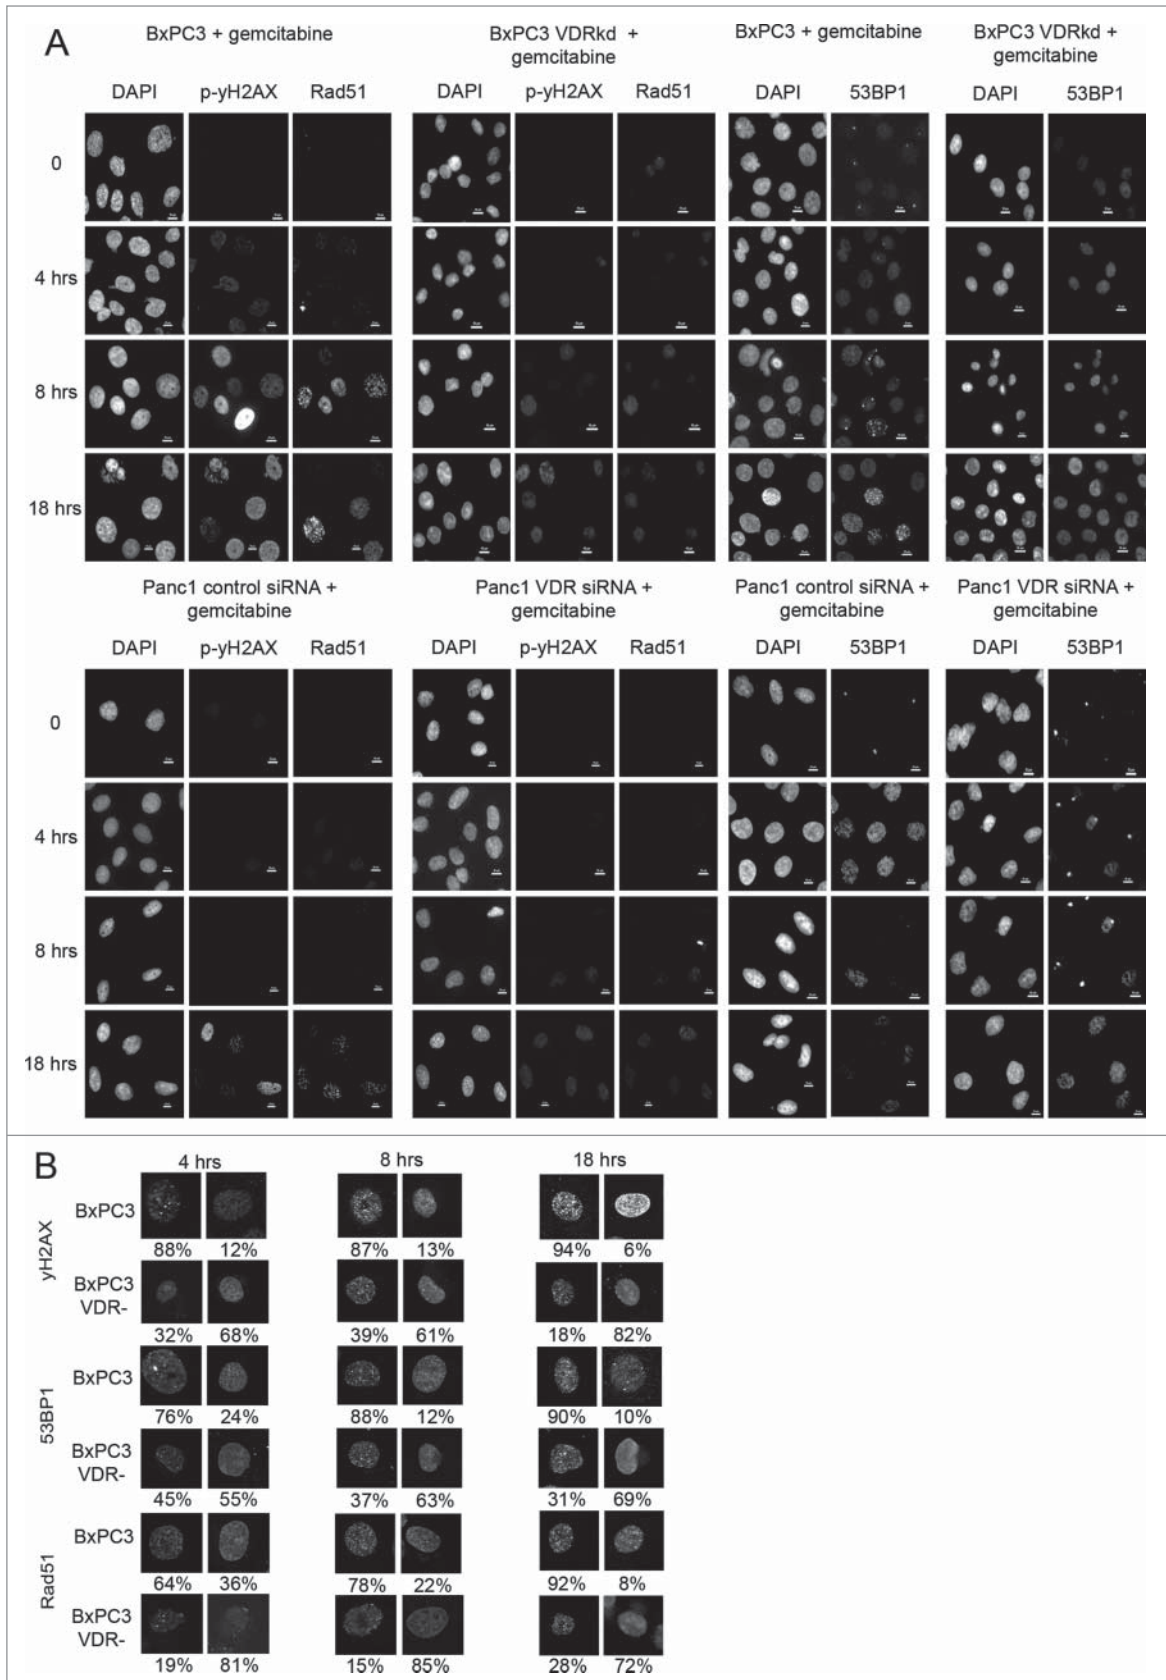 A
BxPC3 + gemcitabine
BxPC3 VDRkd +
gemcitabine
BxPC3 + gemcitabine
BxPC3 VDRkd +
gemcitabine
DAPI p-yH2AX Rad51 DAPI p-yH2AX Rad51 DAPI 53BP1 DAPI 53BP1
0
4 hrs
8 hrs
18 hrs
Panc1 control siRNA +
gemcitabine
Panc1 VDR siRNA +
gemcitabine
Panc1 control siRNA +
gemcitabine
Panc1 VDR siRNA +
gemcitabine
DAPI p-yH2AX Rad51 DAPI p-yH2AX Rad51 DAPI 53BP1 DAPI 53BP1
0
4 hrs
8 hrs
18 hrs
B
4 hrs 8 hrs 18 hrs
yH2AX
BxPC3
88% 12% 87% 13% 94% 6%
BxPC3
VDR-
32% 68% 39% 61% 18% 82%
53BP1
BxPC3
76% 24% 88% 12% 90% 10%
BxPC3
VDR-
45% 55% 37% 63% 31% 69%
Rad51
BxPC3
64% 36% 78% 22% 92% 8%
BxPC3
VDR-
19% 81% 15% 85% 28% 72%